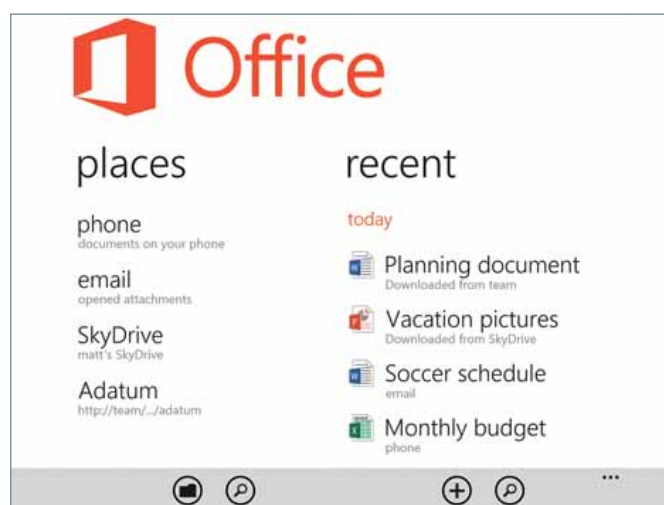 Office
places
phone
documents on your phone
email
opened attachments
SkyDrive
matt's SkyDrive
Adatum
http://team/.../adatum
recent
today
Planning document
Downloaded from team
Vacation pictures
Downloaded from SkyDrive
Soccer schedule
email
Monthly budget
phone